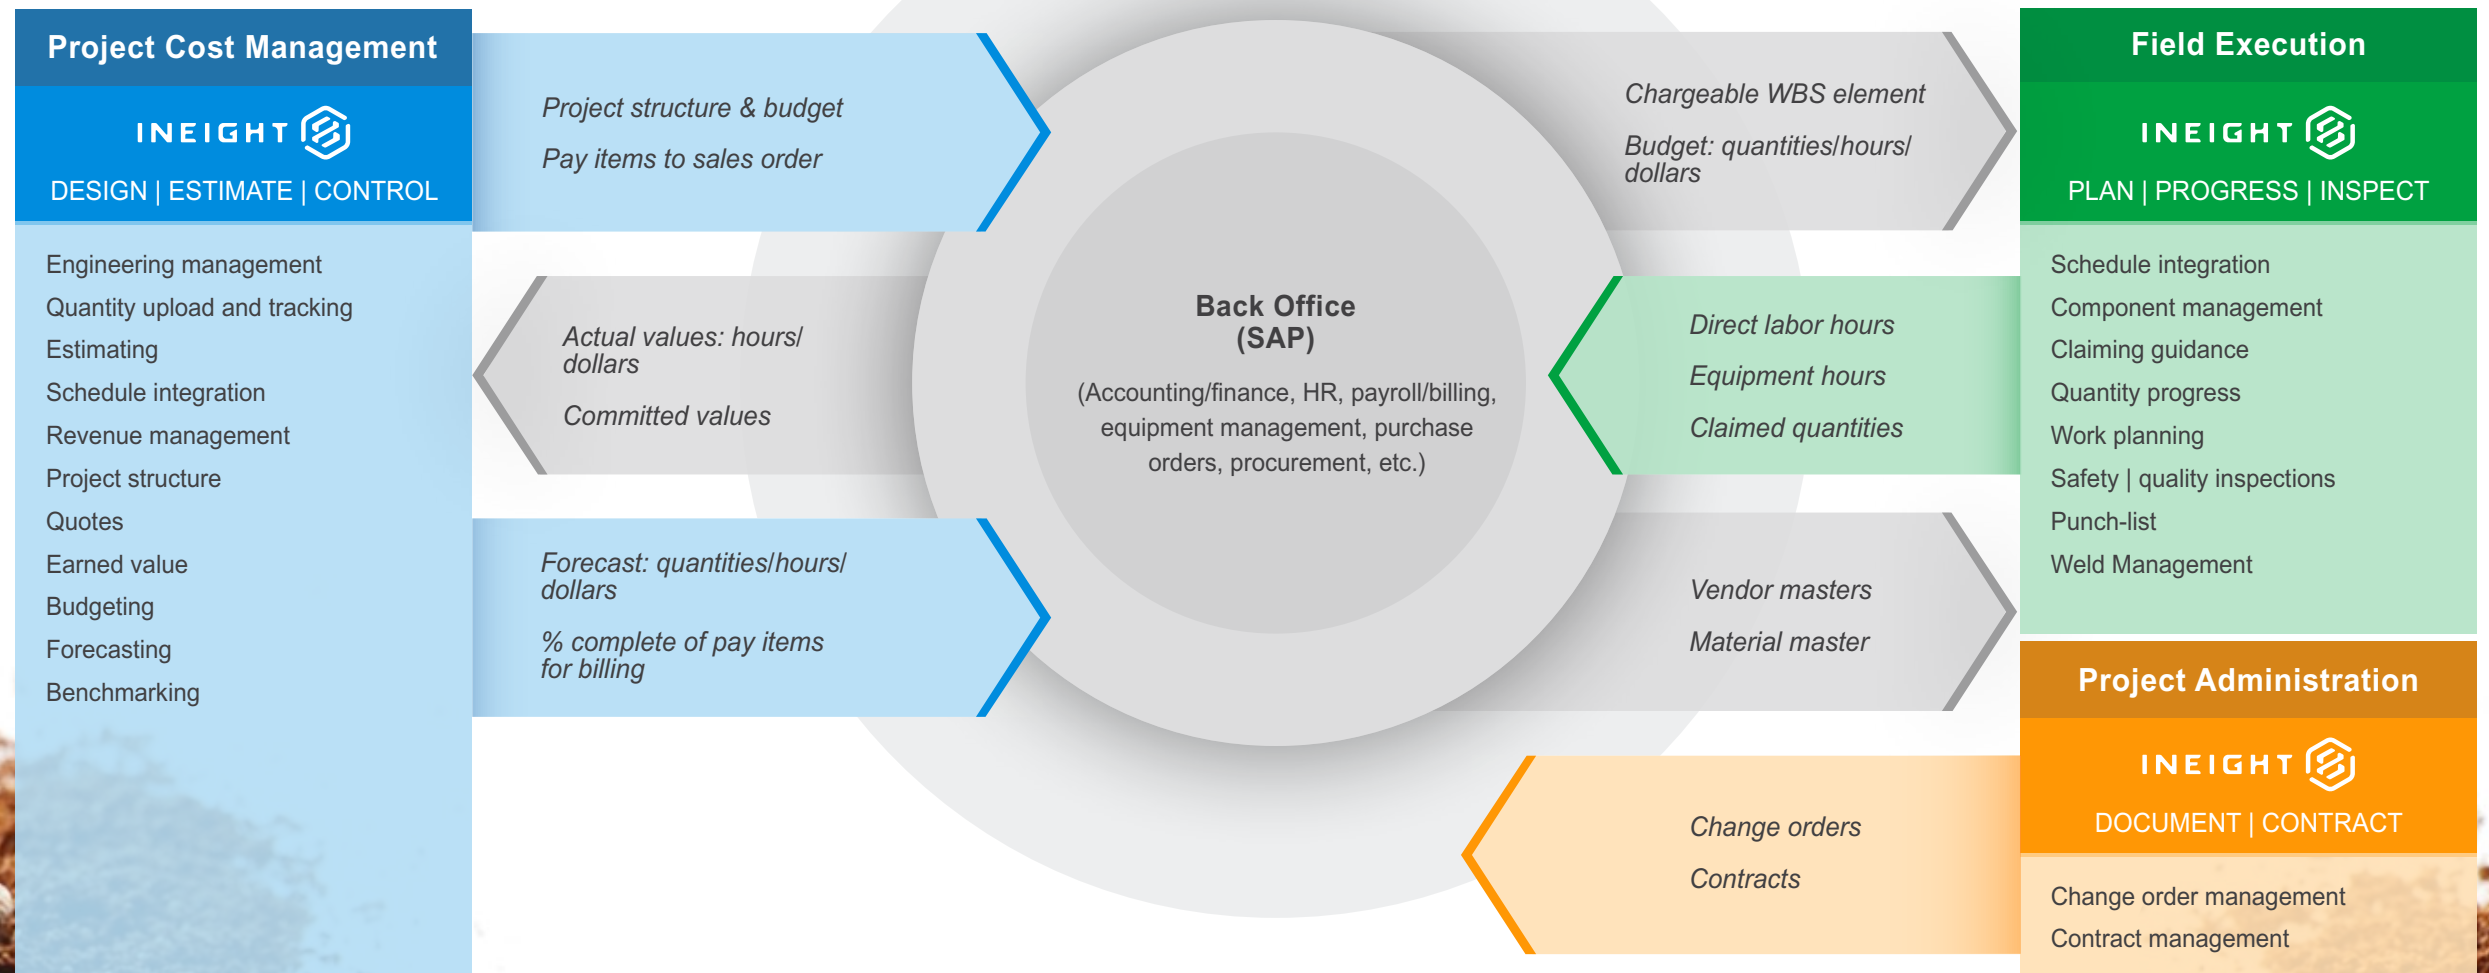 Project Cost Management
INEIGHT
DESIGN | ESTIMATE | CONTROL
Engineering management
Quantity upload and tracking
Estimating
Schedule integration
Revenue management
Project structure
Quotes
Earned value
Budgeting
Forecasting
Benchmarking
Project structure & budget
Pay items to sales order
Actual values: hours/
dollars
Committed values
Forecast: quantities/hours/
dollars
% complete of pay items
for billing
Back Office
(SAP)
(Accounting/finance, HR, payroll/billing,
equipment management, purchase
orders, procurement, etc.)
Chargeable WBS element
Budget: quantities/hours/
dollars
Direct labor hours
Equipment hours
Claimed quantities
Vendor masters
Material master
Change orders
Contracts
Field Execution
INEIGHT
PLAN | PROGRESS | INSPECT
Schedule integration
Component management
Claiming guidance
Quantity progress
Work planning
Safety | quality inspections
Punch-list
Weld Management
Project Administration
INEIGHT
DOCUMENT | CONTRACT
Change order management
Contract management